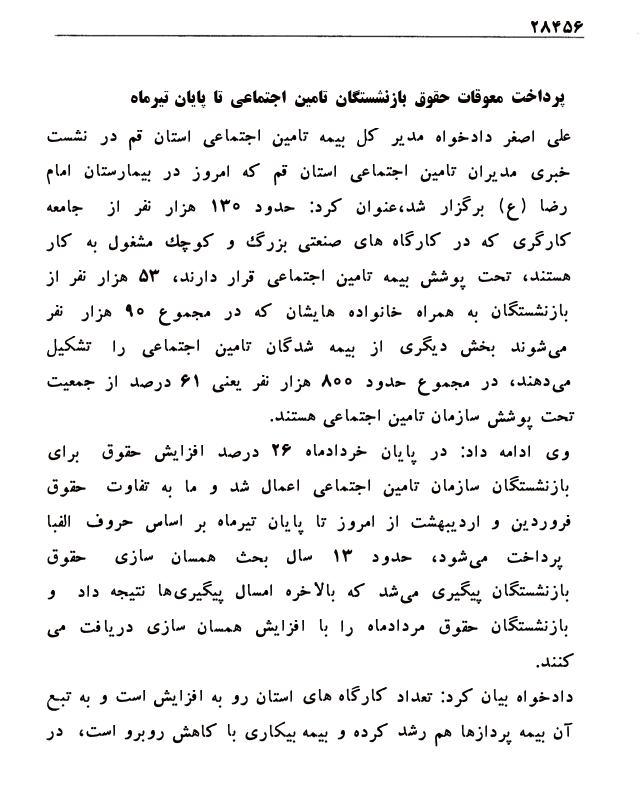 ۲۸۴۵۶
پرداخت معوقات حقوق بازنشستگان تامین اجتماعی تا پایان تیرماه
علی اصغر دادخواه مدیر کل بیمه تامین اجتماعی استان قم در نشست
خبری مدیران تامین اجتماعی استان قم که امروز در بیمارستان امام
رضا (ع) برگزار شد،عنوان کرد: حدود ۱۳۰ هزار نفر از جامعه
کارگری که در کارگاه های صنعتی بزرگ و کوچک مشغول به کار
هستند، تحت پوشش بیمه تامین اجتماعی قرار دارند، ۵۳ هزار نفر از
بازنشستگان به همراه خانواده هایشان که در مجموع ۹۰ هزار نفر
می‌شوند بخش دیگری از بیمه شدگان تامین اجتماعی را تشکیل
می‌دهند، در مجموع حدود ۸۰۰ هزار نفر یعنی ۶۱ درصد از جمعیت
تحت پوشش سازمان تامین اجتماعی هستند.
وی ادامه داد: در پایان خردادماه ۲۶ درصد افزایش حقوق برای
بازنشستگان سازمان تامین اجتماعی اعمال شد و ما به تفاوت حقوق
فروردین و اردیبهشت از امروز تا پایان تیرماه بر اساس حروف الفبا
پرداخت می‌شود، حدود ۱۳ سال بحث همسان سازی حقوق
بازنشستگان پیگیری می‌شد که بالاخره امسال پیگیری‌ها نتیجه داد و
بازنشستگان حقوق مردادماه را با افزایش همسان سازی دریافت می
کنند.
دادخواه بیان کرد: تعداد کارگاه های استان رو به افزایش است و به تبع
آن بیمه پردازها هم رشد کرده و بیمه بیکاری با کاهش روبرو است، در